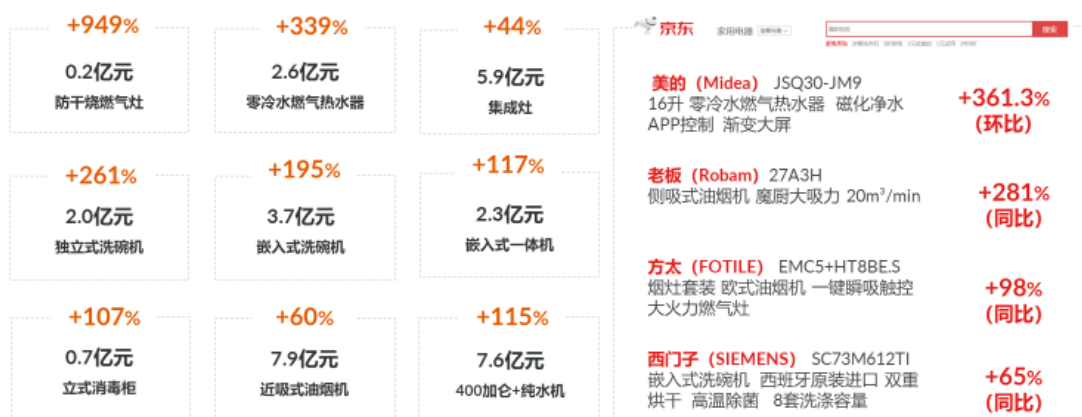 +949%
0.2亿元
防干烧燃气灶
+339%
2.6亿元
零冷水燃气热水器
+44%
5.9亿元
集成灶
+261%
2.0亿元
独立式洗碗机
+195%
3.7亿元
嵌入式洗碗机
+117%
2.3亿元
嵌入式一体机
+107%
0.7亿元
立式消毒柜
+60%
7.9亿元
近吸式油烟机
+115%
7.6亿元
400加仑+纯水机
京东
家用电器
搜索
美的（Midea） JSQ30-JM9
16升 零冷水燃气热水器 磁化净水
APP控制 渐变大屏
+361.3%
(环比)
老板（Robam）27A3H
侧吸式油烟机 魔厨大吸力 20m³/min
+281%
(同比)
方太（FOTILE） EMC5+HT8BE.S
烟灶套装 欧式油烟机 一键瞬吸触控
大火力燃气灶
+98%
(同比)
西门子（SIEMENS） SC73M612TI
嵌入式洗碗机 西班牙原装进口 双重
烘干 高温除菌 8套洗涤容量
+65%
(同比)